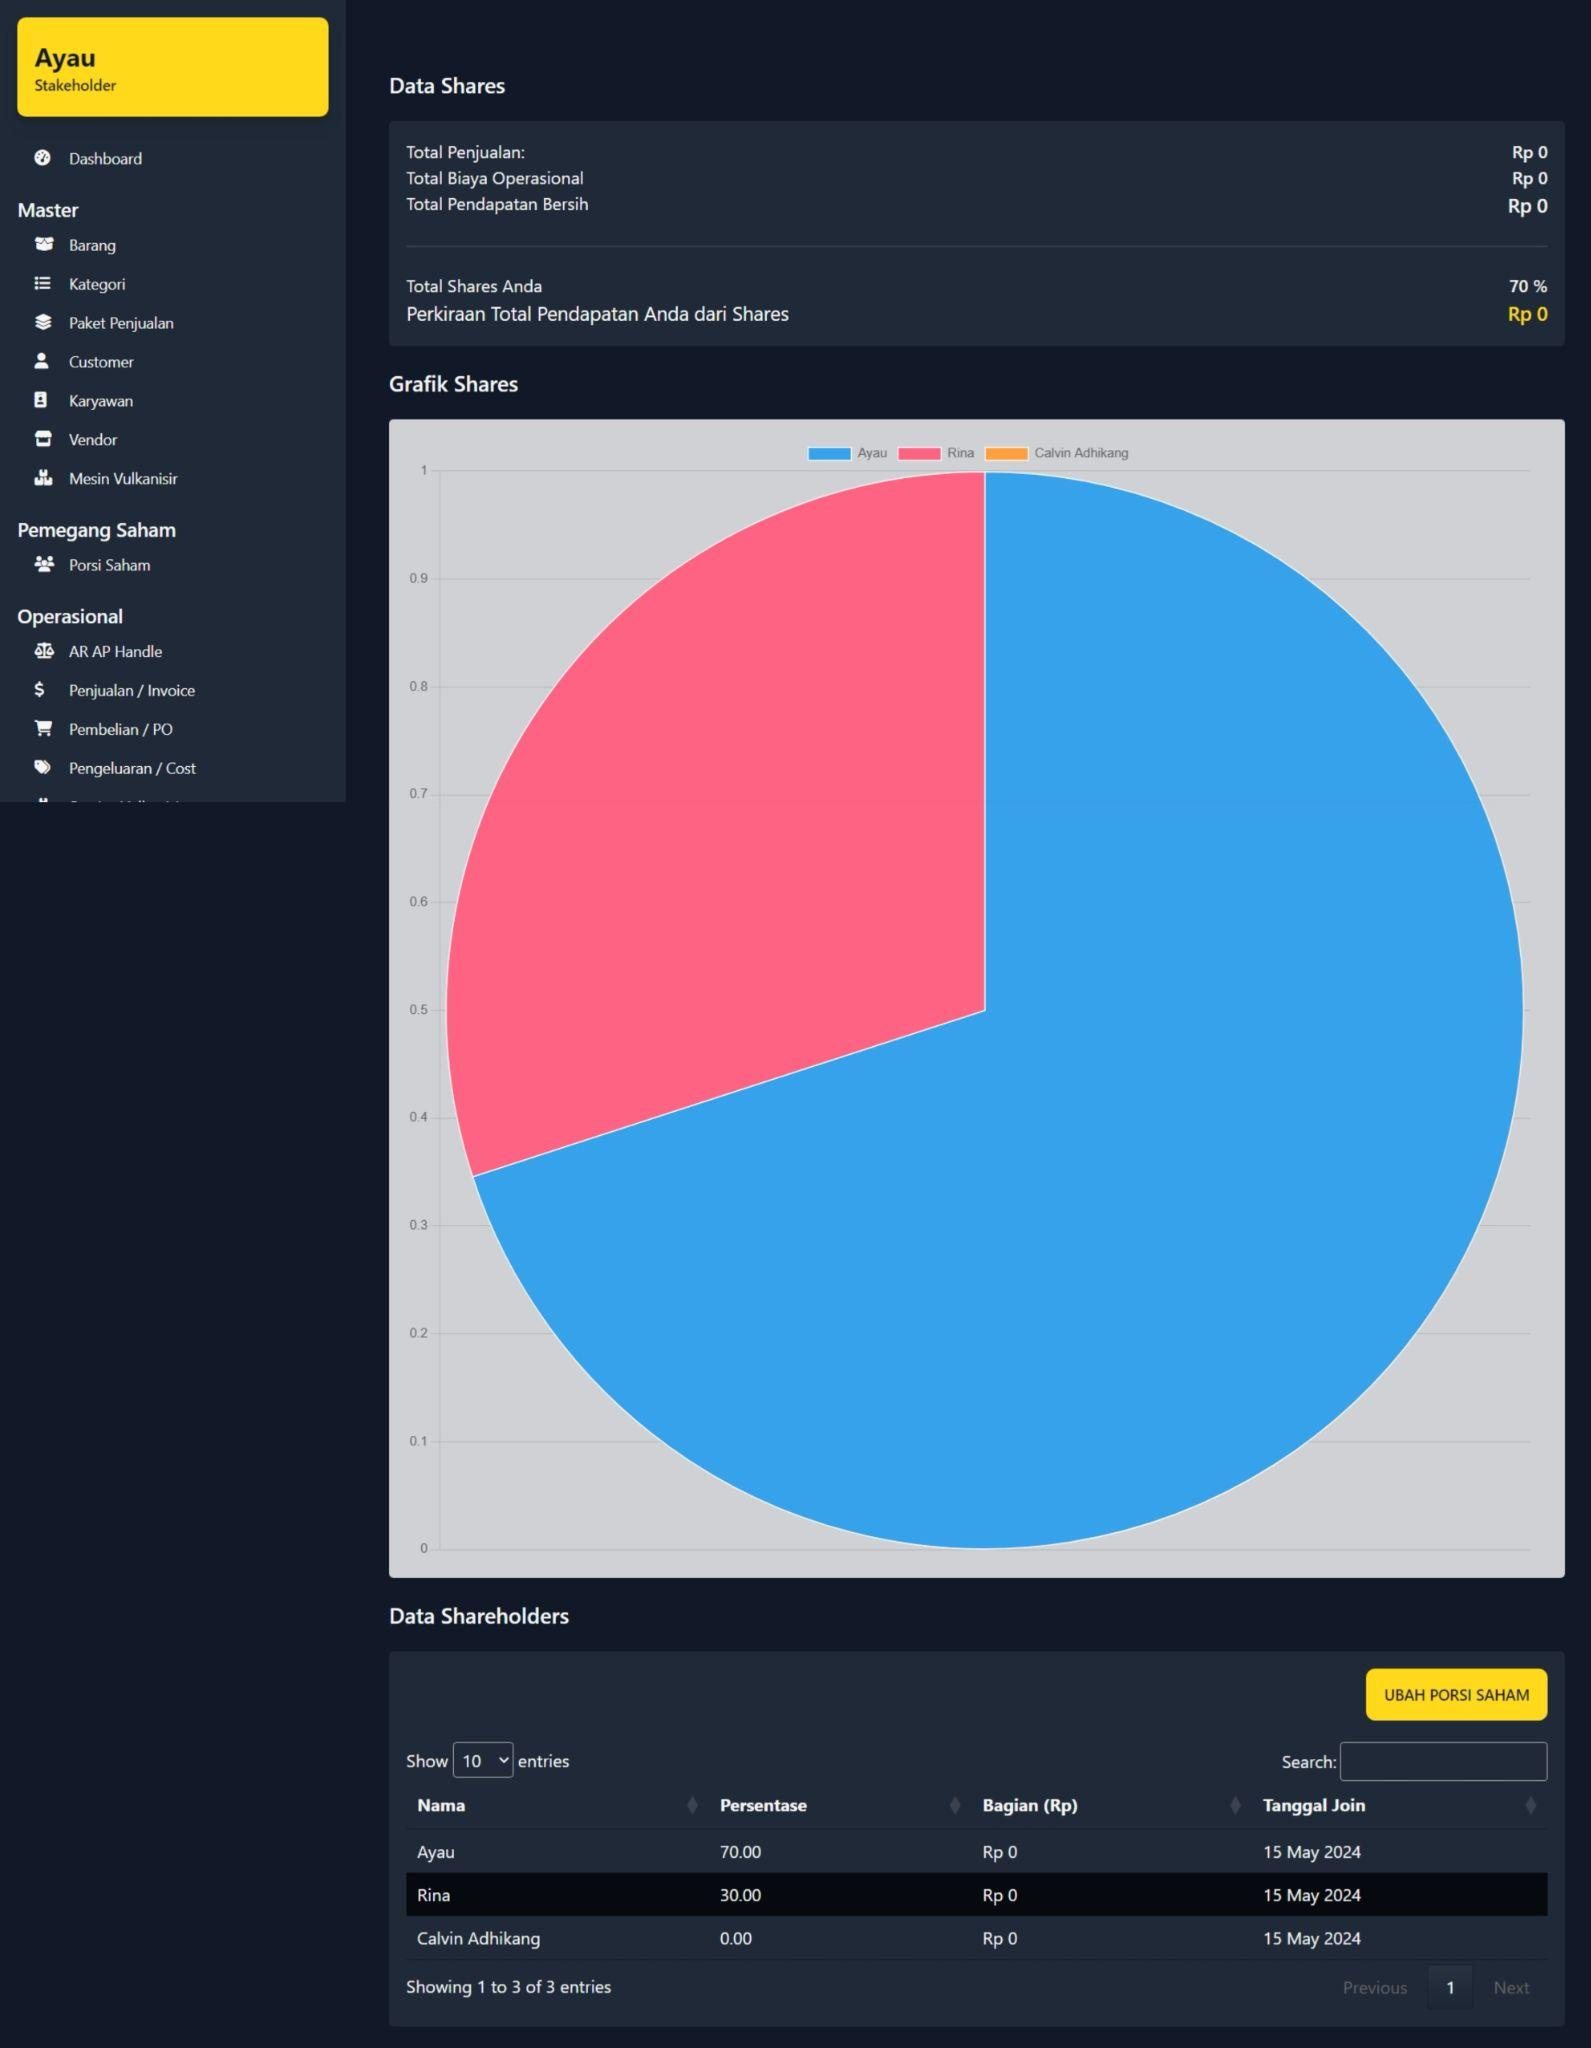 Ayau
Stakeholder
Dashboard
Master
Barang
Kategori
Paket Penjualan
Customer
Karyawan
Vendor
Mesin Vulkanisir
Pemegang Saham
Porsi Saham
Operasional
AR AP Handle
Penjualan / Invoice
Pembelian / PO
Pengeluaran / Cost
Data Shares
Total Penjualan: Rp 0
Total Biaya Operasional Rp 0
Total Pendapatan Bersih Rp 0
Total Shares Anda 70 %
Perkiraan Total Pendapatan Anda dari Shares Rp 0
Grafik Shares
Ayau Rina Calvin Adhikang
1
0.9
0.8
0.7
0.6
0.5
0.4
0.3
0.2
0.1
0
Data Shareholders
UBAH PORSI SAHAM
Show 10 entries Search:
Nama Persentase Bagian (Rp) Tanggal Join
Ayau 70.00 Rp 0 15 May 2024
Rina 30.00 Rp 0 15 May 2024
Calvin Adhikang 0.00 Rp 0 15 May 2024
Showing 1 to 3 of 3 entries Previous 1 Next